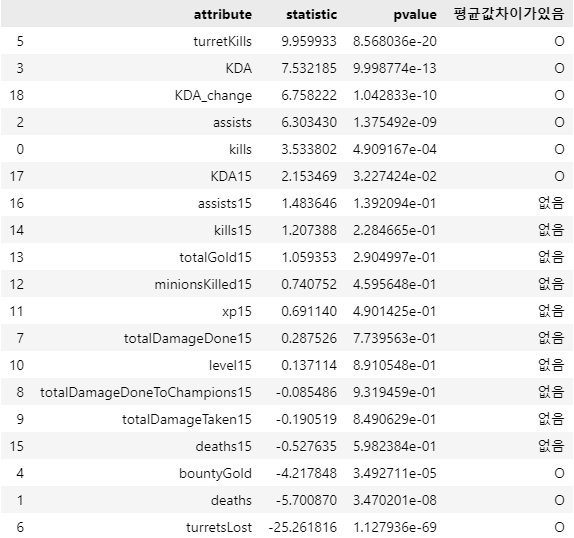 attribute statistic pvalue 평균값차이가있음
5 turretKills 9.959933 8.568036e-20 O
3 KDA 7.532185 9.998774e-13 O
18 KDA_change 6.758222 1.042833e-10 O
2 assists 6.303430 1.375492e-09 O
0 kills 3.533802 4.909167e-04 O
17 KDA15 2.153469 3.227424e-02 O
16 assists15 1.483646 1.392094e-01 없음
14 kills15 1.207388 2.284665e-01 없음
13 totalGold15 1.059353 2.904997e-01 없음
12 minionsKilled15 0.740752 4.595648e-01 없음
11 xp15 0.691140 4.901425e-01 없음
7 totalDamageDone15 0.287526 7.739563e-01 없음
10 level15 0.137114 8.910548e-01 없음
8 totalDamageDoneToChampions15 -0.085486 9.319459e-01 없음
9 totalDamageTaken15 -0.190519 8.490629e-01 없음
15 deaths15 -0.527635 5.982384e-01 없음
4 bountyGold -4.217848 3.492711e-05 O
1 deaths -5.700870 3.470201e-08 O
6 turretsLost -25.261816 1.127936e-69 O